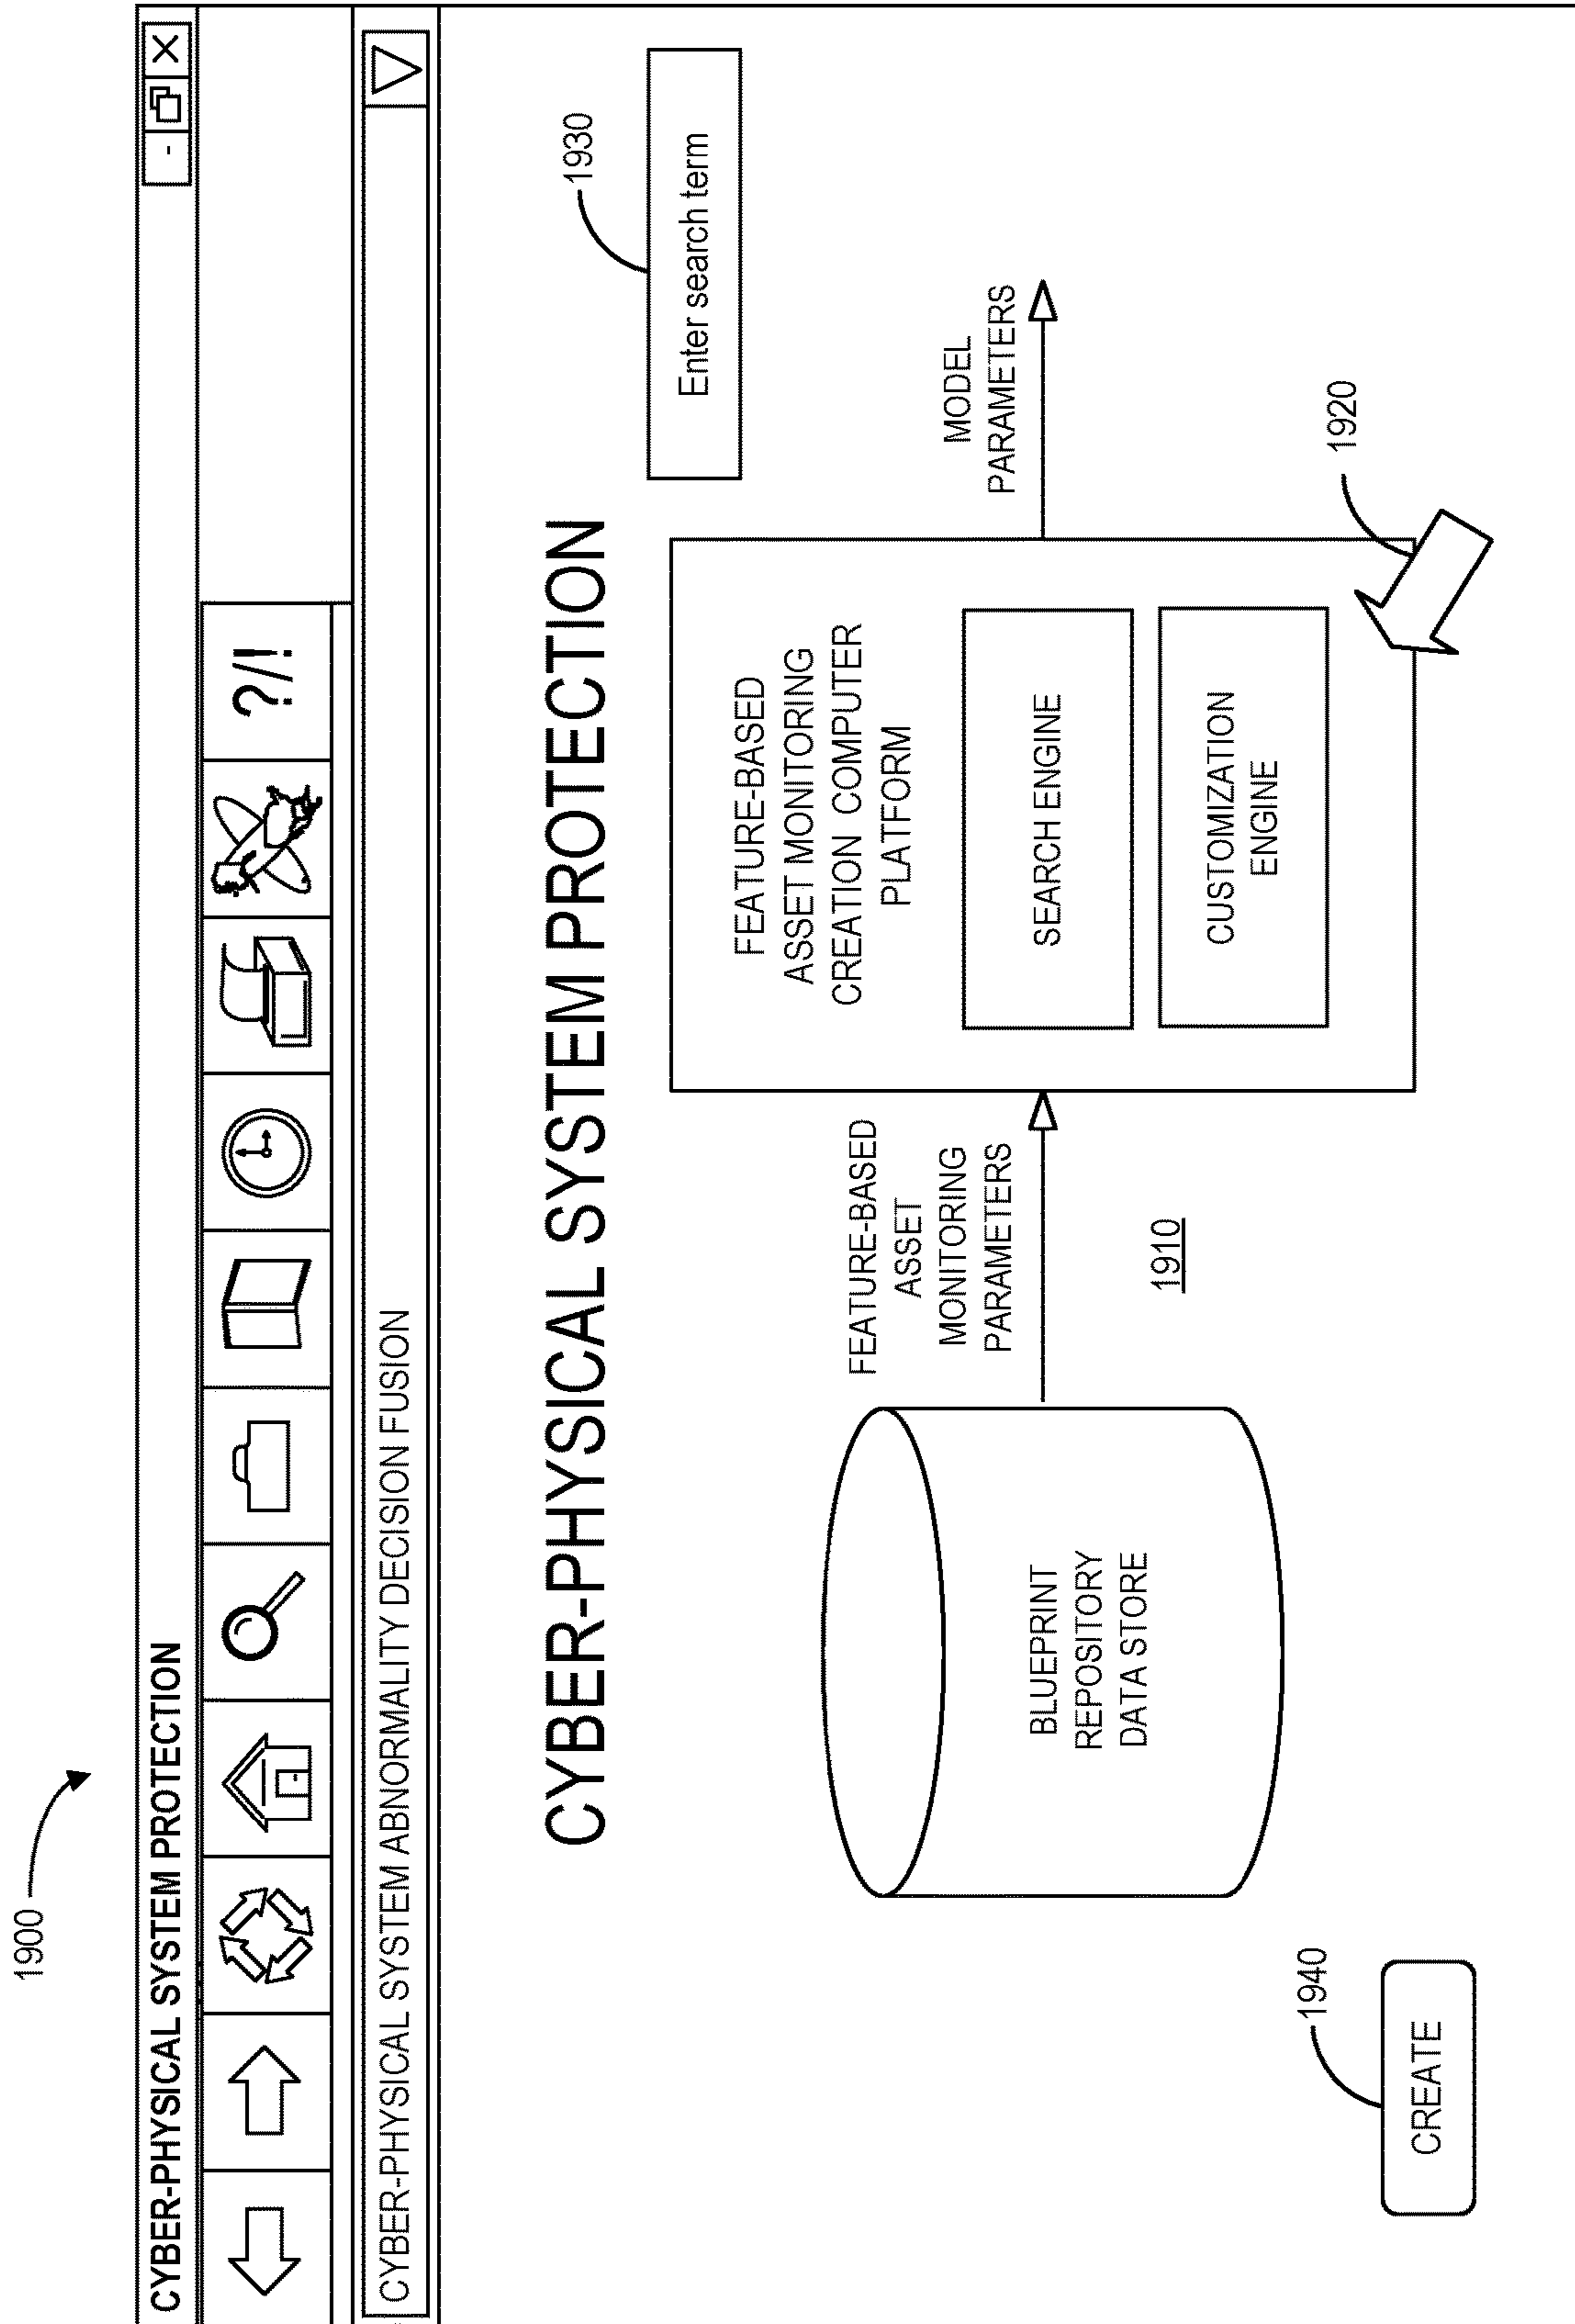 1900
CYBER-PHYSICAL SYSTEM PROTECTION
- X
?/!
CYBER-PHYSICAL SYSTEM ABNORMALITY DECISION FUSION
CYBER-PHYSICAL SYSTEM PROTECTION
1930
Enter search term
BLUEPRINT
REPOSITORY
DATA STORE
FEATURE-BASED
ASSET
MONITORING
PARAMETERS
1910
FEATURE-BASED
ASSET MONITORING
CREATION COMPUTER
PLATFORM
SEARCH ENGINE
CUSTOMIZATION
ENGINE
MODEL
PARAMETERS
1920
1940
CREATE